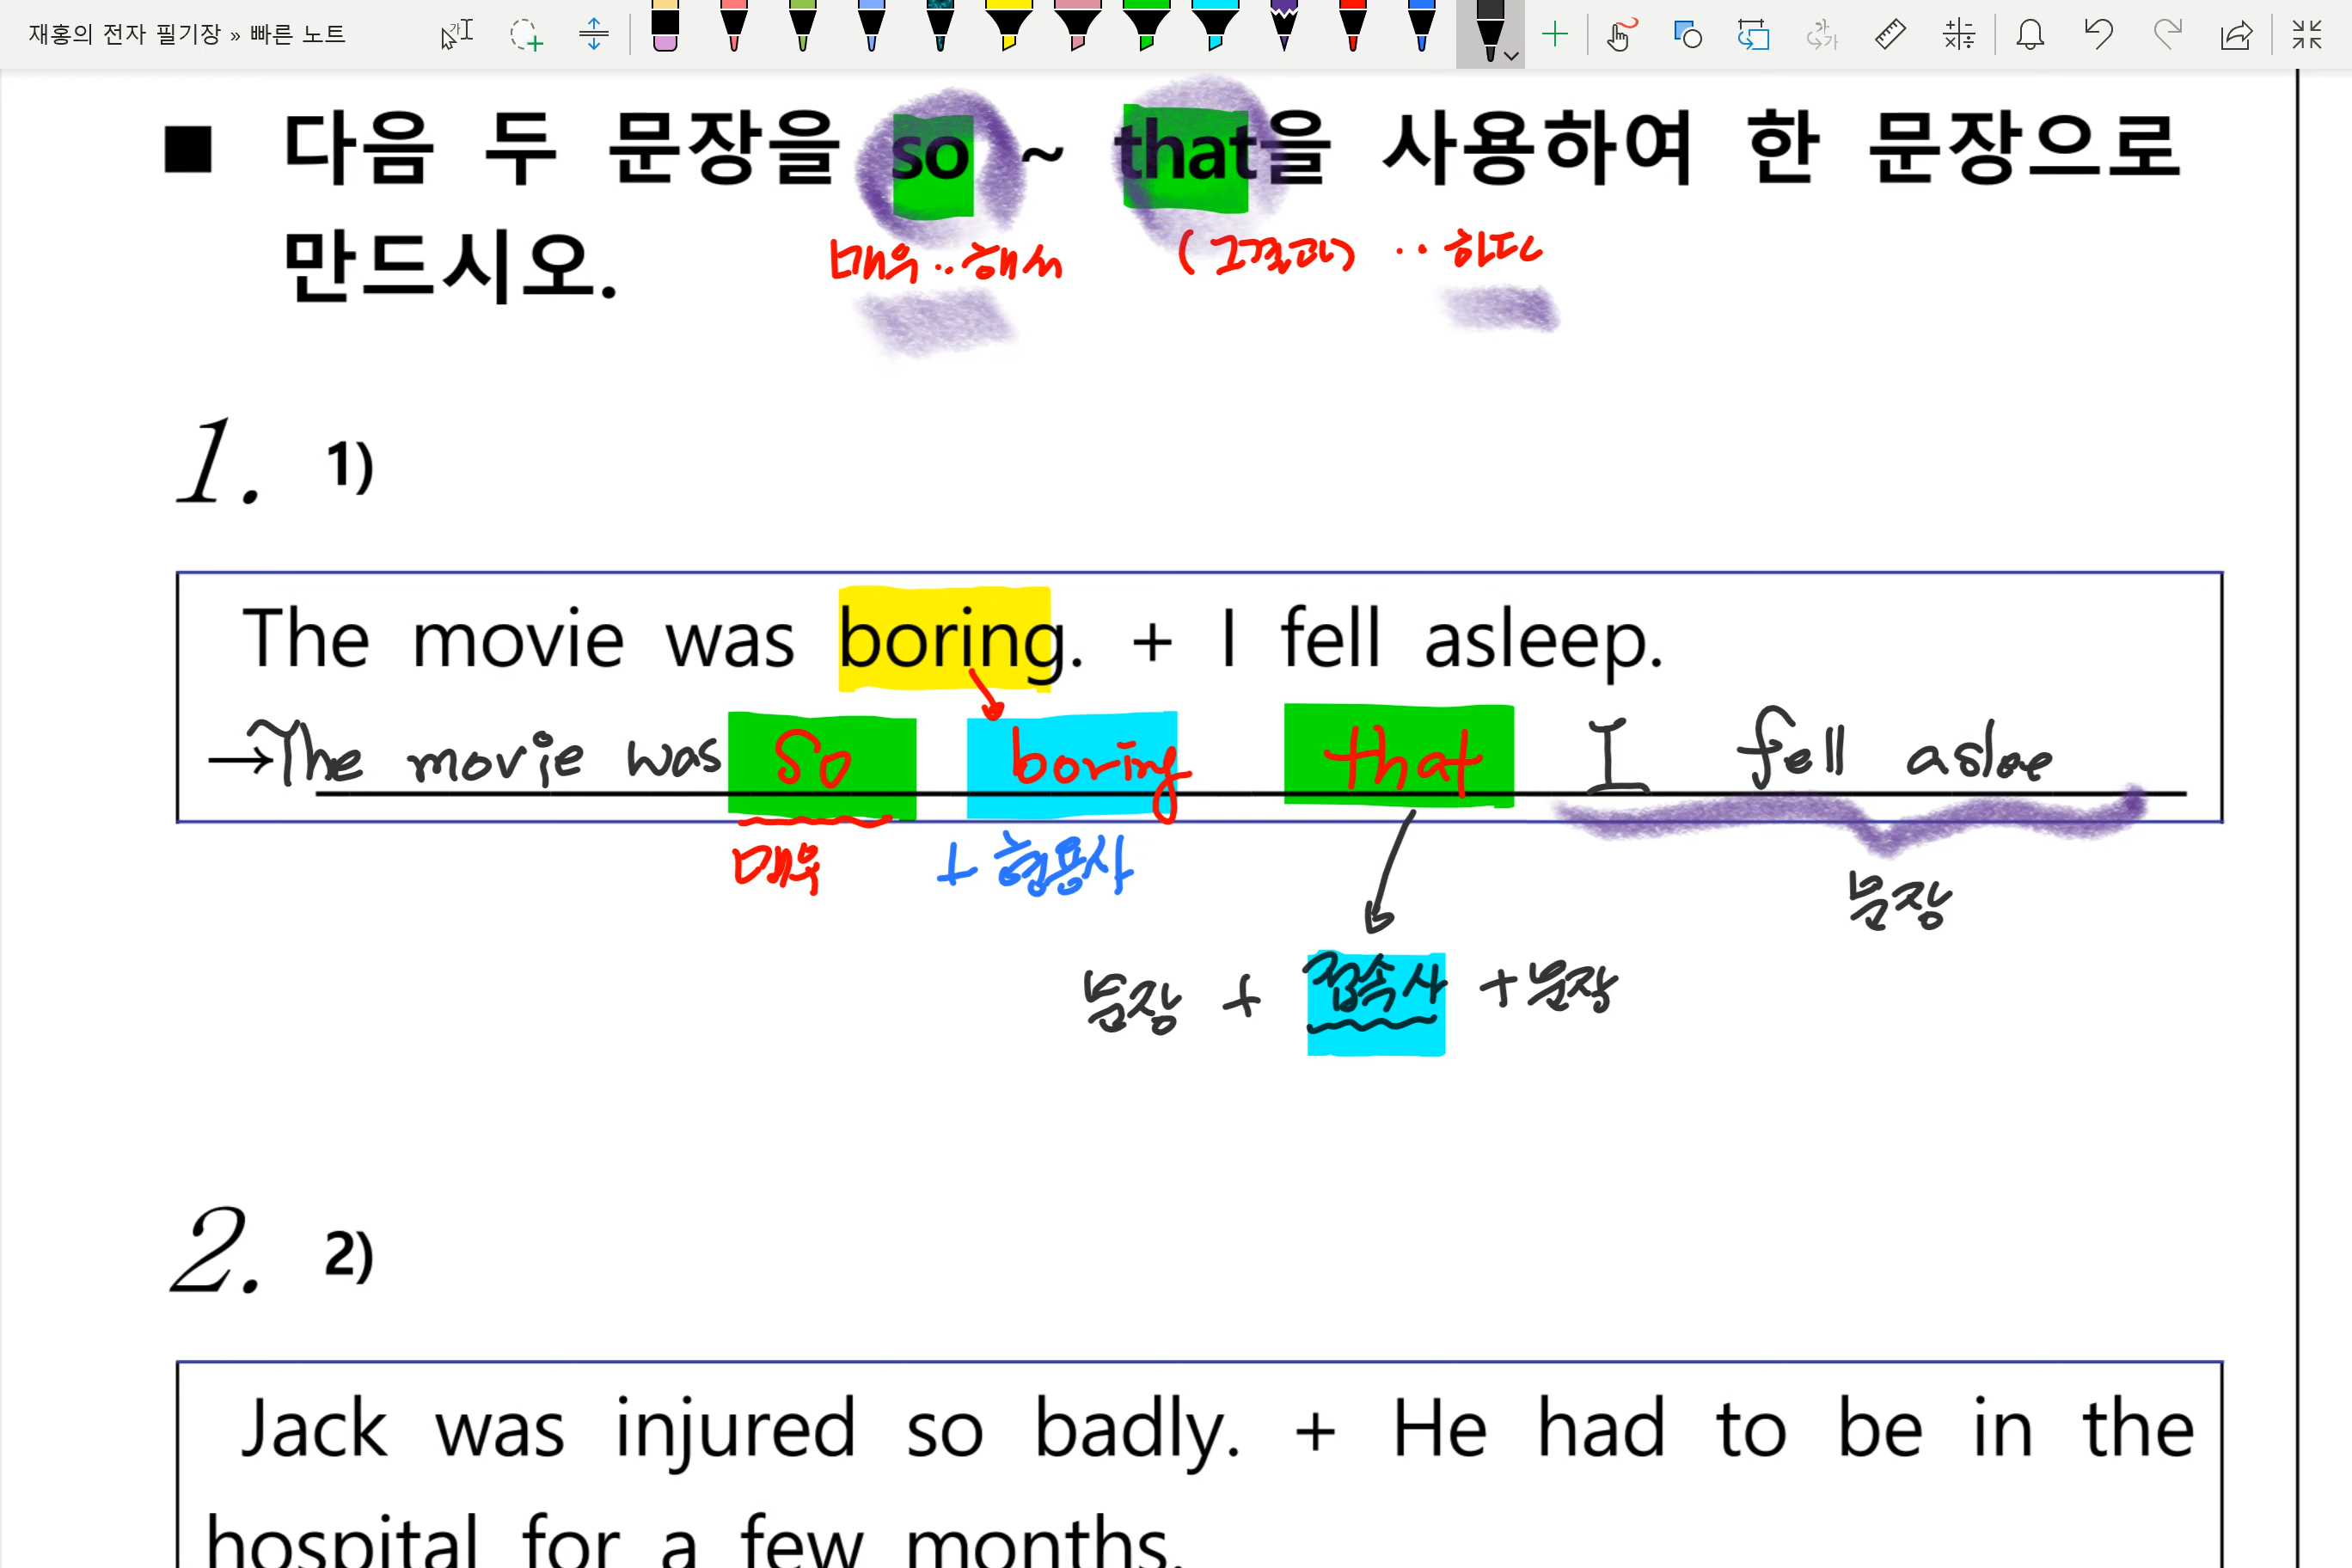 재홍의 전자 필기장 » 빠른 노트
■ 다음 두 문장을 so ~ that을 사용하여 한 문장으로
만드시오.
매우 ‥해서 (그결과) ‥ 한다
1. 1)
The movie was boring. + I fell asleep.
→The movie was so boring that I fell aslee
매우 + 형용사
문장
문장 + 접속사 + 문장
2. 2)
Jack was injured so badly. + He had to be in the
hospital for a few months.